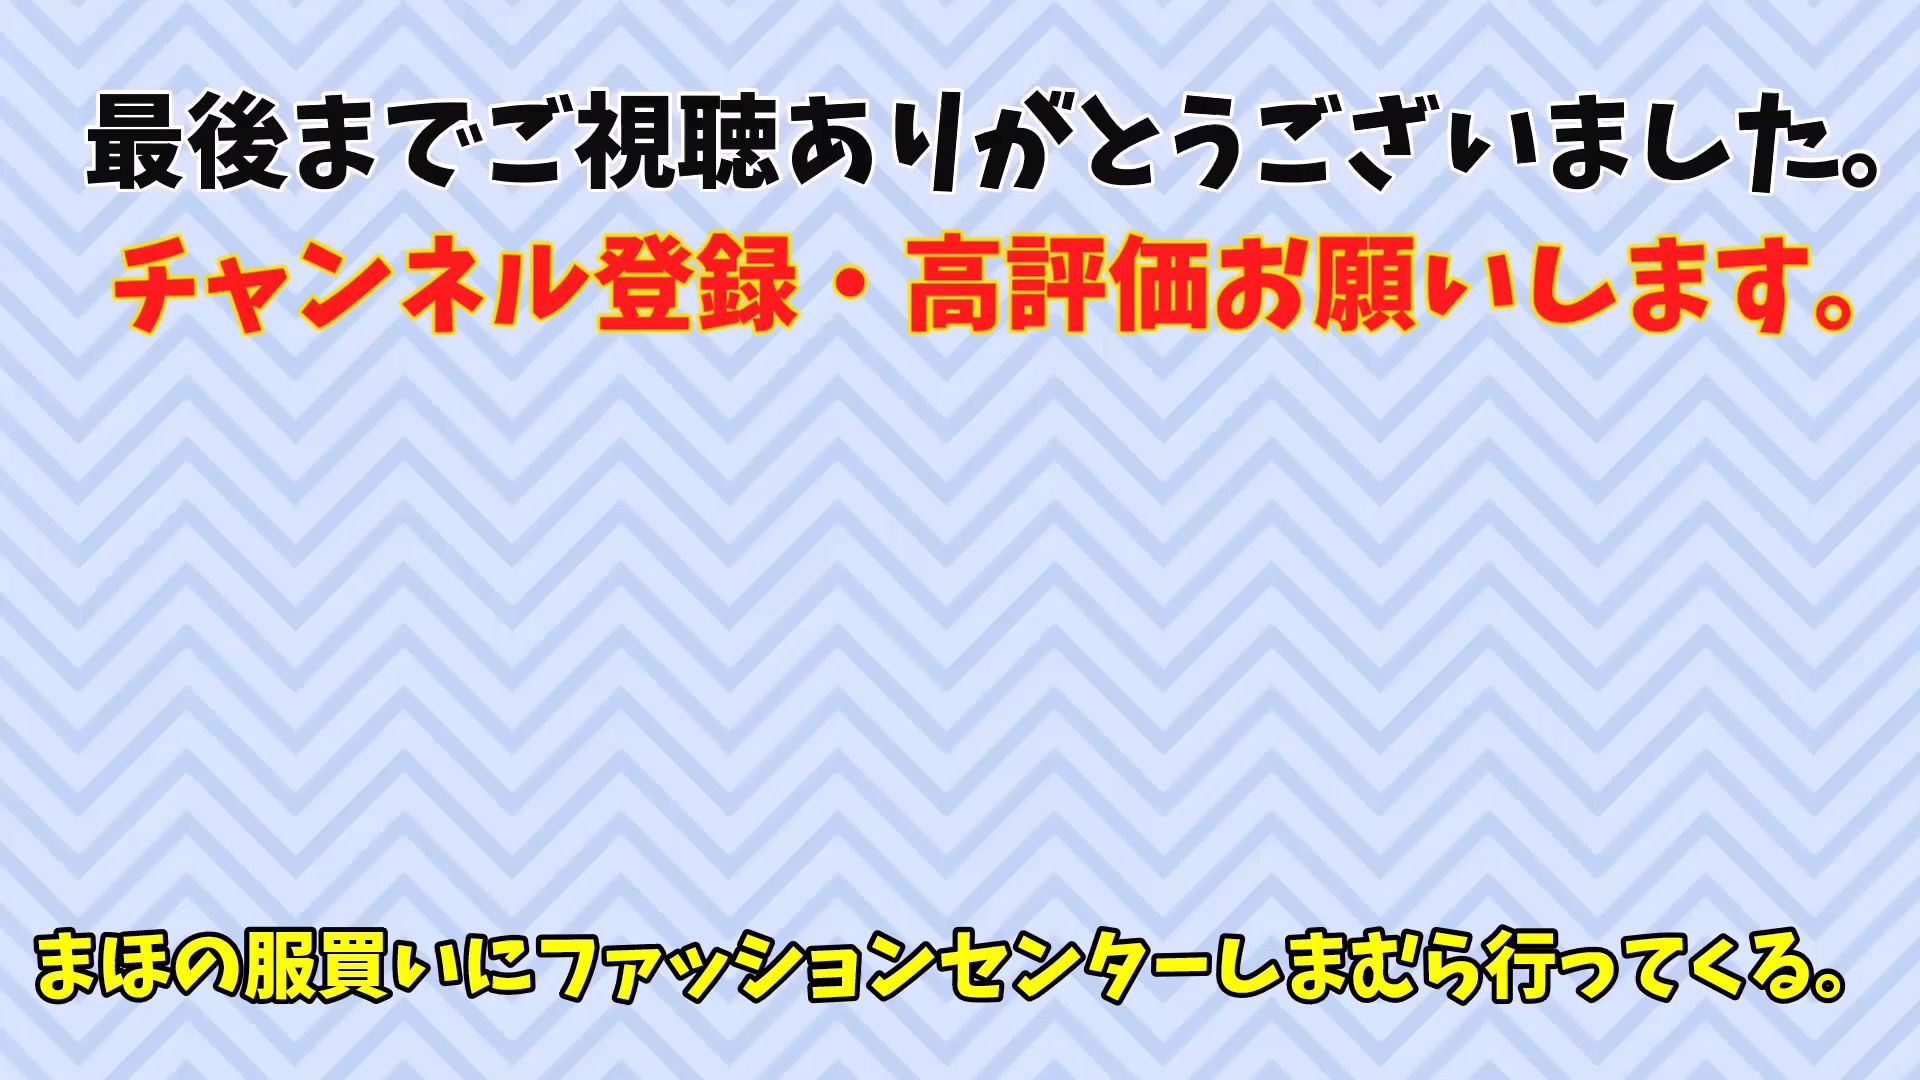 最後までご視聴ありがとうございました。
チャンネル登録・高評価お願いします。
まほの服買いにファッションセンターしまむら行ってくる。